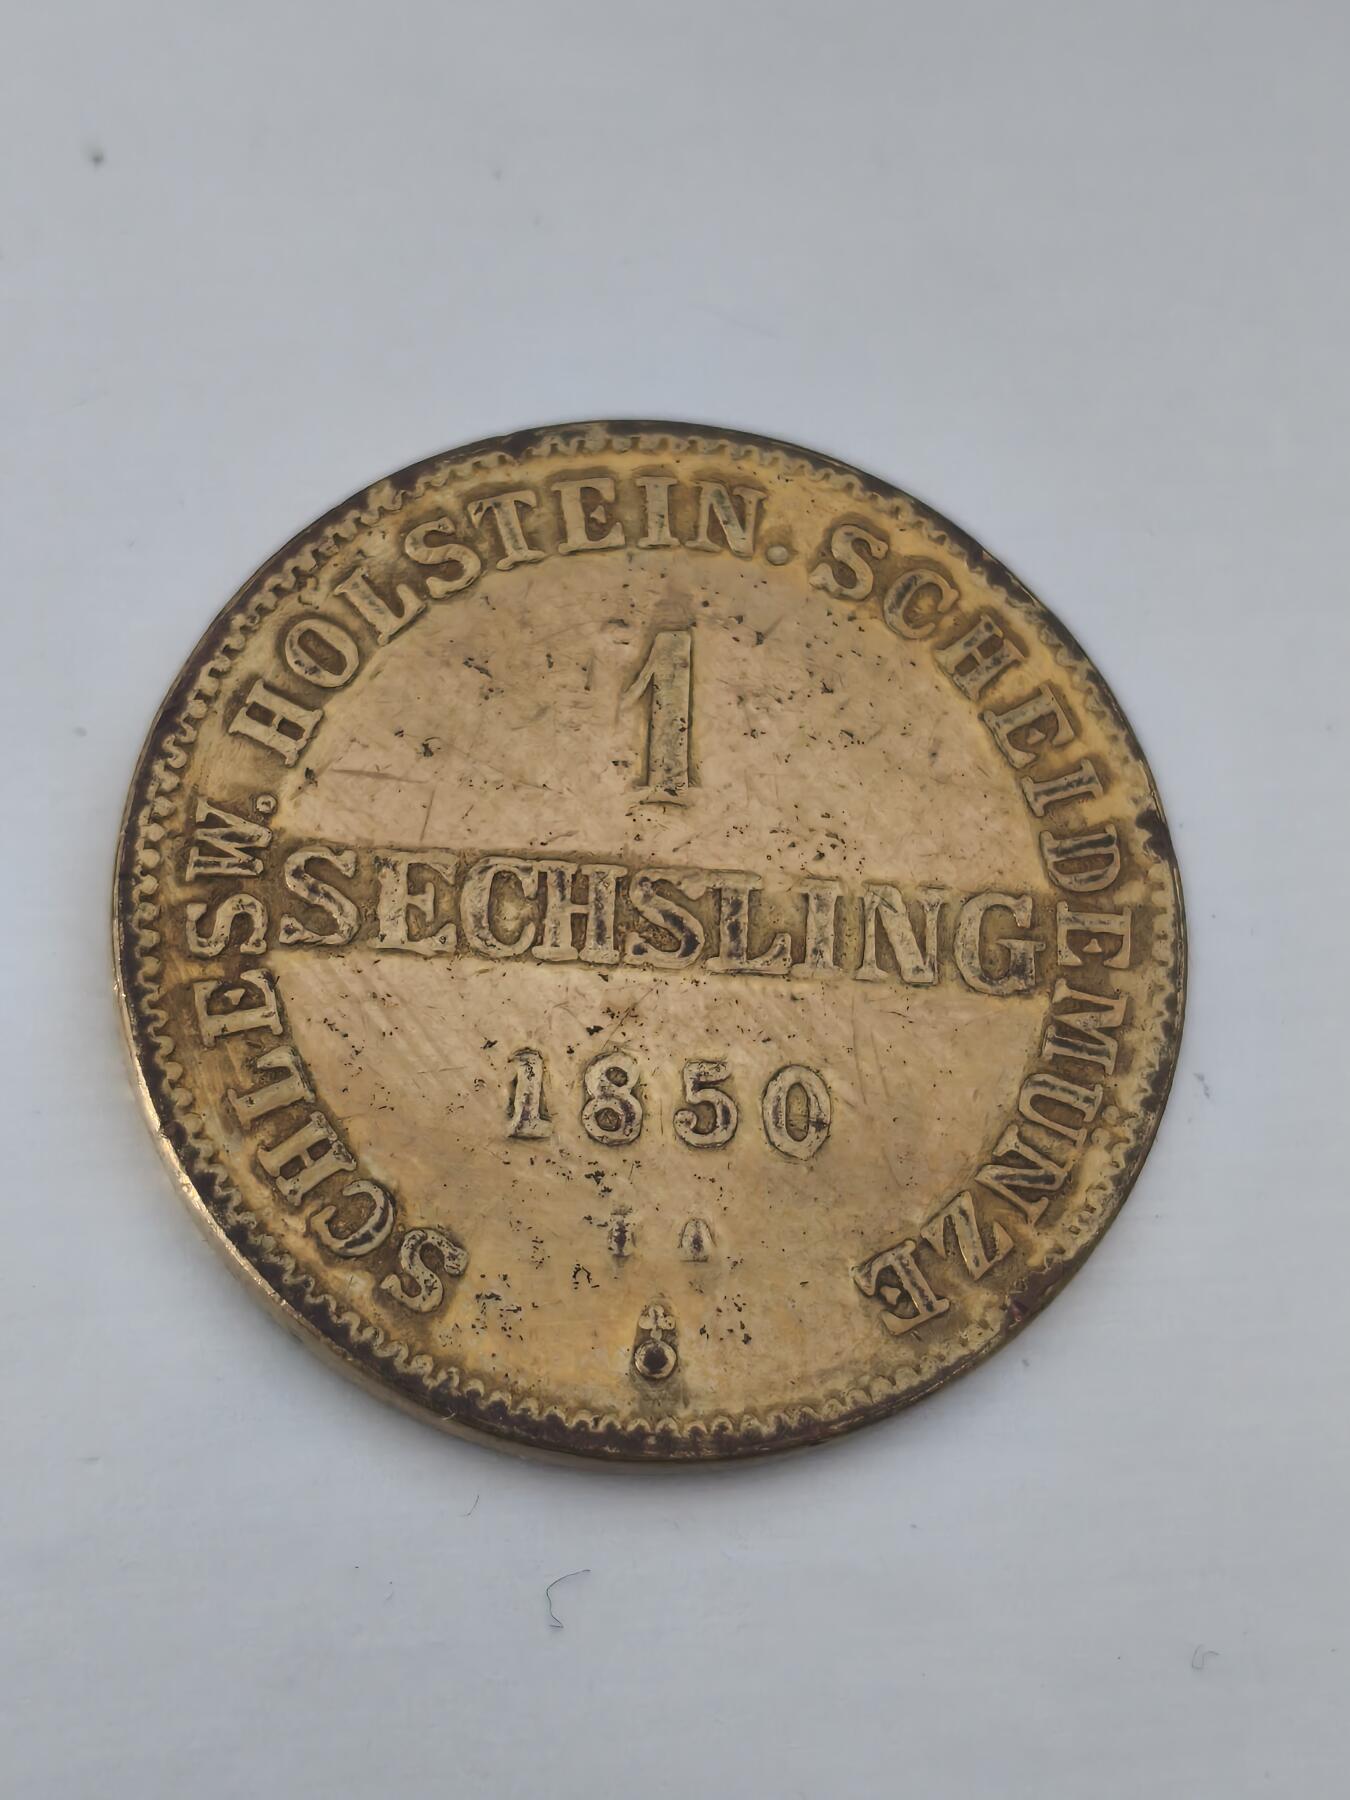 SCHLESW. HOLSTEIN. SCHEIDEMÜNZE
1
SECHSLING
1850